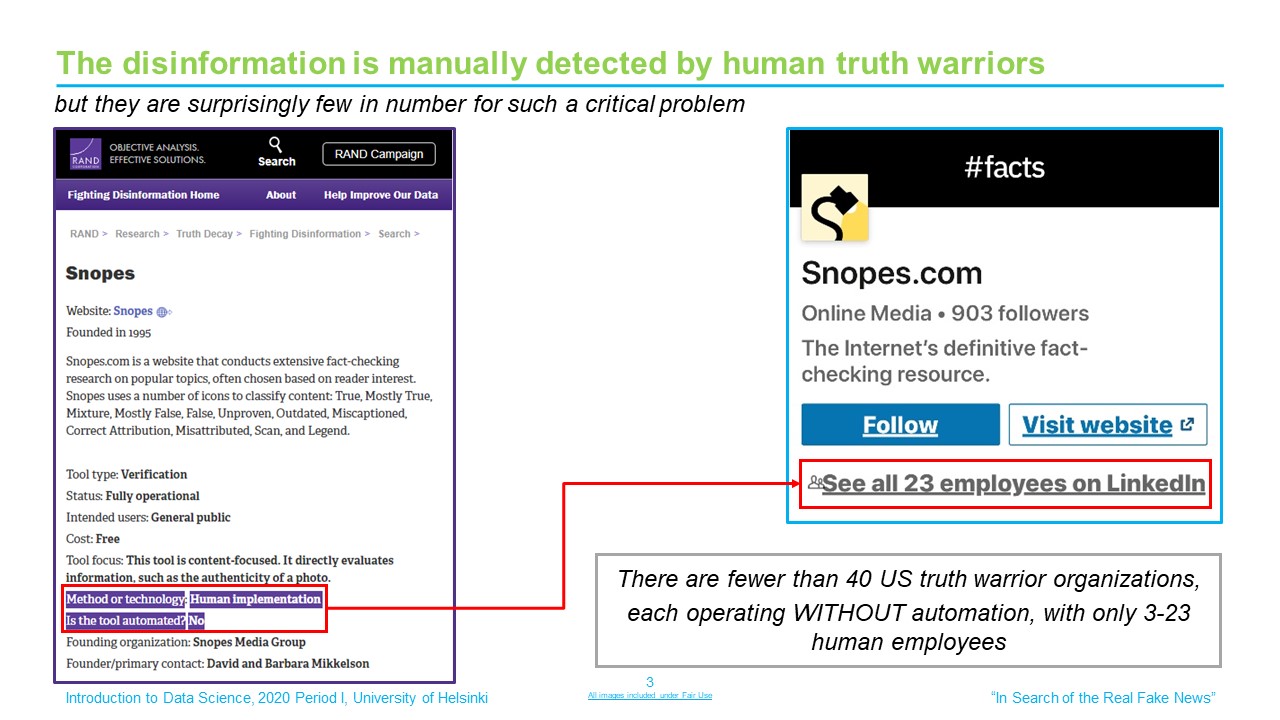 The disinformation is manually detected by human truth warriors
but they are surprisingly few in number for such a critical problem
RAND CORPORATION
OBJECTIVE ANALYSIS.
EFFECTIVE SOLUTIONS.
Search
RAND Campaign
Fighting Disinformation Home
About
Help Improve Our Data
RAND > Research > Truth Decay > Fighting Disinformation > Search >
Snopes
Website: Snopes
Founded in 1995
Snopes.com is a website that conducts extensive fact-checking
research on popular topics, often chosen based on reader interest.
Snopes uses a number of icons to classify content: True, Mostly True,
Mixture, Mostly False, False, Unproven, Outdated, Miscaptioned,
Correct Attribution, Misattributed, Scan, and Legend.
Tool type: Verification
Status: Fully operational
Intended users: General public
Cost: Free
Tool focus: This tool is content-focused. It directly evaluates
information, such as the authenticity of a photo.
Method or technology: Human implementation
Is the tool automated? No
Founding organization: Snopes Media Group
Founder/primary contact: David and Barbara Mikkelson
#facts
Snopes.com
Online Media • 903 followers
The Internet's definitive fact-
checking resource.
Follow
Visit website
See all 23 employees on LinkedIn
There are fewer than 40 US truth warrior organizations,
each operating WITHOUT automation, with only 3-23
human employees
Introduction to Data Science, 2020 Period I, University of Helsinki
3
All images included under Fair Use
“In Search of the Real Fake News”